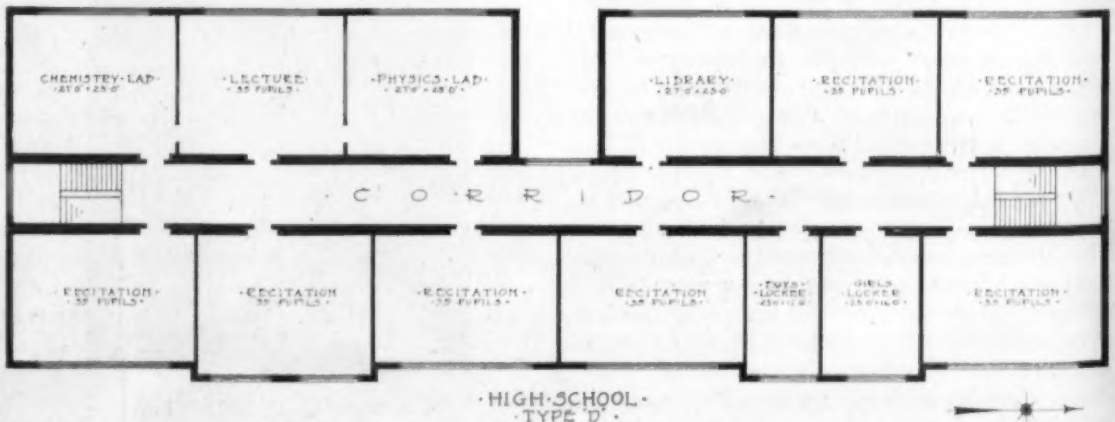 CHEMISTRY·LAB
27'0" × 25'0"
·LECTURE·
·35 PUPILS·
·PHYSICS·LAB·
27'0" × 25'0"
·LIBRARY·
·27'0" × 25'0"·
·RECITATION·
·35 PUPILS·
·RECITATION·
·35 PUPILS·
·CORRIDOR·
·RECITATION·
·35 PUPILS·
·RECITATION·
35 PUPILS·
·RECITATION·
·35 PUPILS·
·RECITATION
·35 PUPILS·
·BOYS·
·LOCKER·
GIRLS
·LOCKER
·RECITATION·
·35 PUPILS·
·HIGH·SCHOOL·
·TYPE "D"·